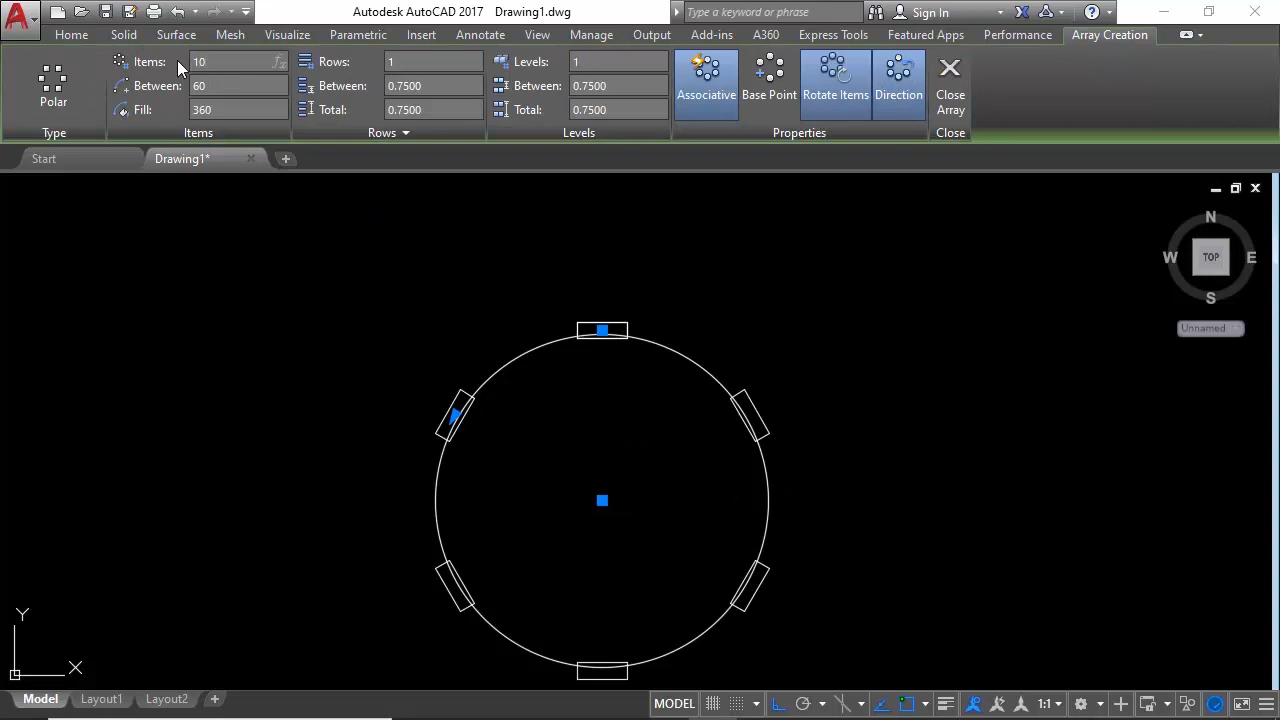 Autodesk AutoCAD 2017 Drawing1.dwg
Type a keyword or phrase
Sign In
Home Solid Surface Mesh Visualize Parametric Insert Annotate View Manage Output Add-ins A360 Express Tools Featured Apps Performance Array Creation
Items: 10 fx Rows: 1 Levels: 1
Between: 60 Between: 0.7500 Between: 0.7500
Fill: 360 Total: 0.7500 Total: 0.7500
Polar
Associative Base Point Rotate Items Direction
Close
Array
Type Items Rows Levels Properties Close
Start Drawing1*
N
W TOP E
S
Unnamed
Y
X
Model Layout1 Layout2
MODEL 1:1